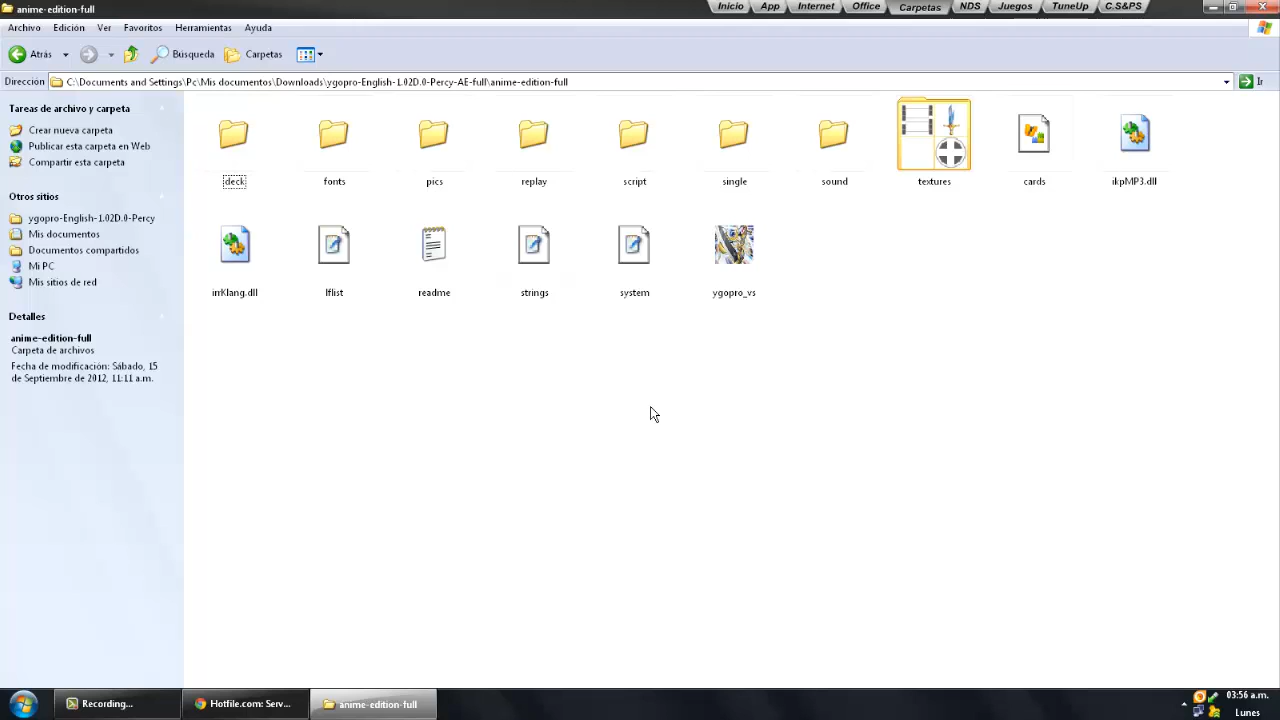 anime-edition-full
Inicio App Internet Office Carpetas NDS Juegos TuneUp C.S&PS
Archivo Edición Ver Favoritos Herramientas Ayuda
Atrás Búsqueda Carpetas
Dirección C:\Documents and Settings\Pc\Mis documentos\Downloads\ygopro-English-1.02D.0-Percy-AE-full\anime-edition-full Ir
Tareas de archivo y carpeta
Crear nueva carpeta
Publicar esta carpeta en Web
Compartir esta carpeta
Otros sitios
ygopro-English-1.02D.0-Percy
Mis documentos
Documentos compartidos
Mi PC
Mis sitios de red
Detalles
anime-edition-full
Carpeta de archivos
Fecha de modificación: Sábado, 15
de Septiembre de 2012, 11:11 a.m.
deck fonts pics replay script single sound textures cards ikpMP3.dll
irrKlang.dll lflist readme strings system ygopro_vs
Recording... Hotfile.com: Serv... anime-edition-full
03:56 a.m.
Lunes